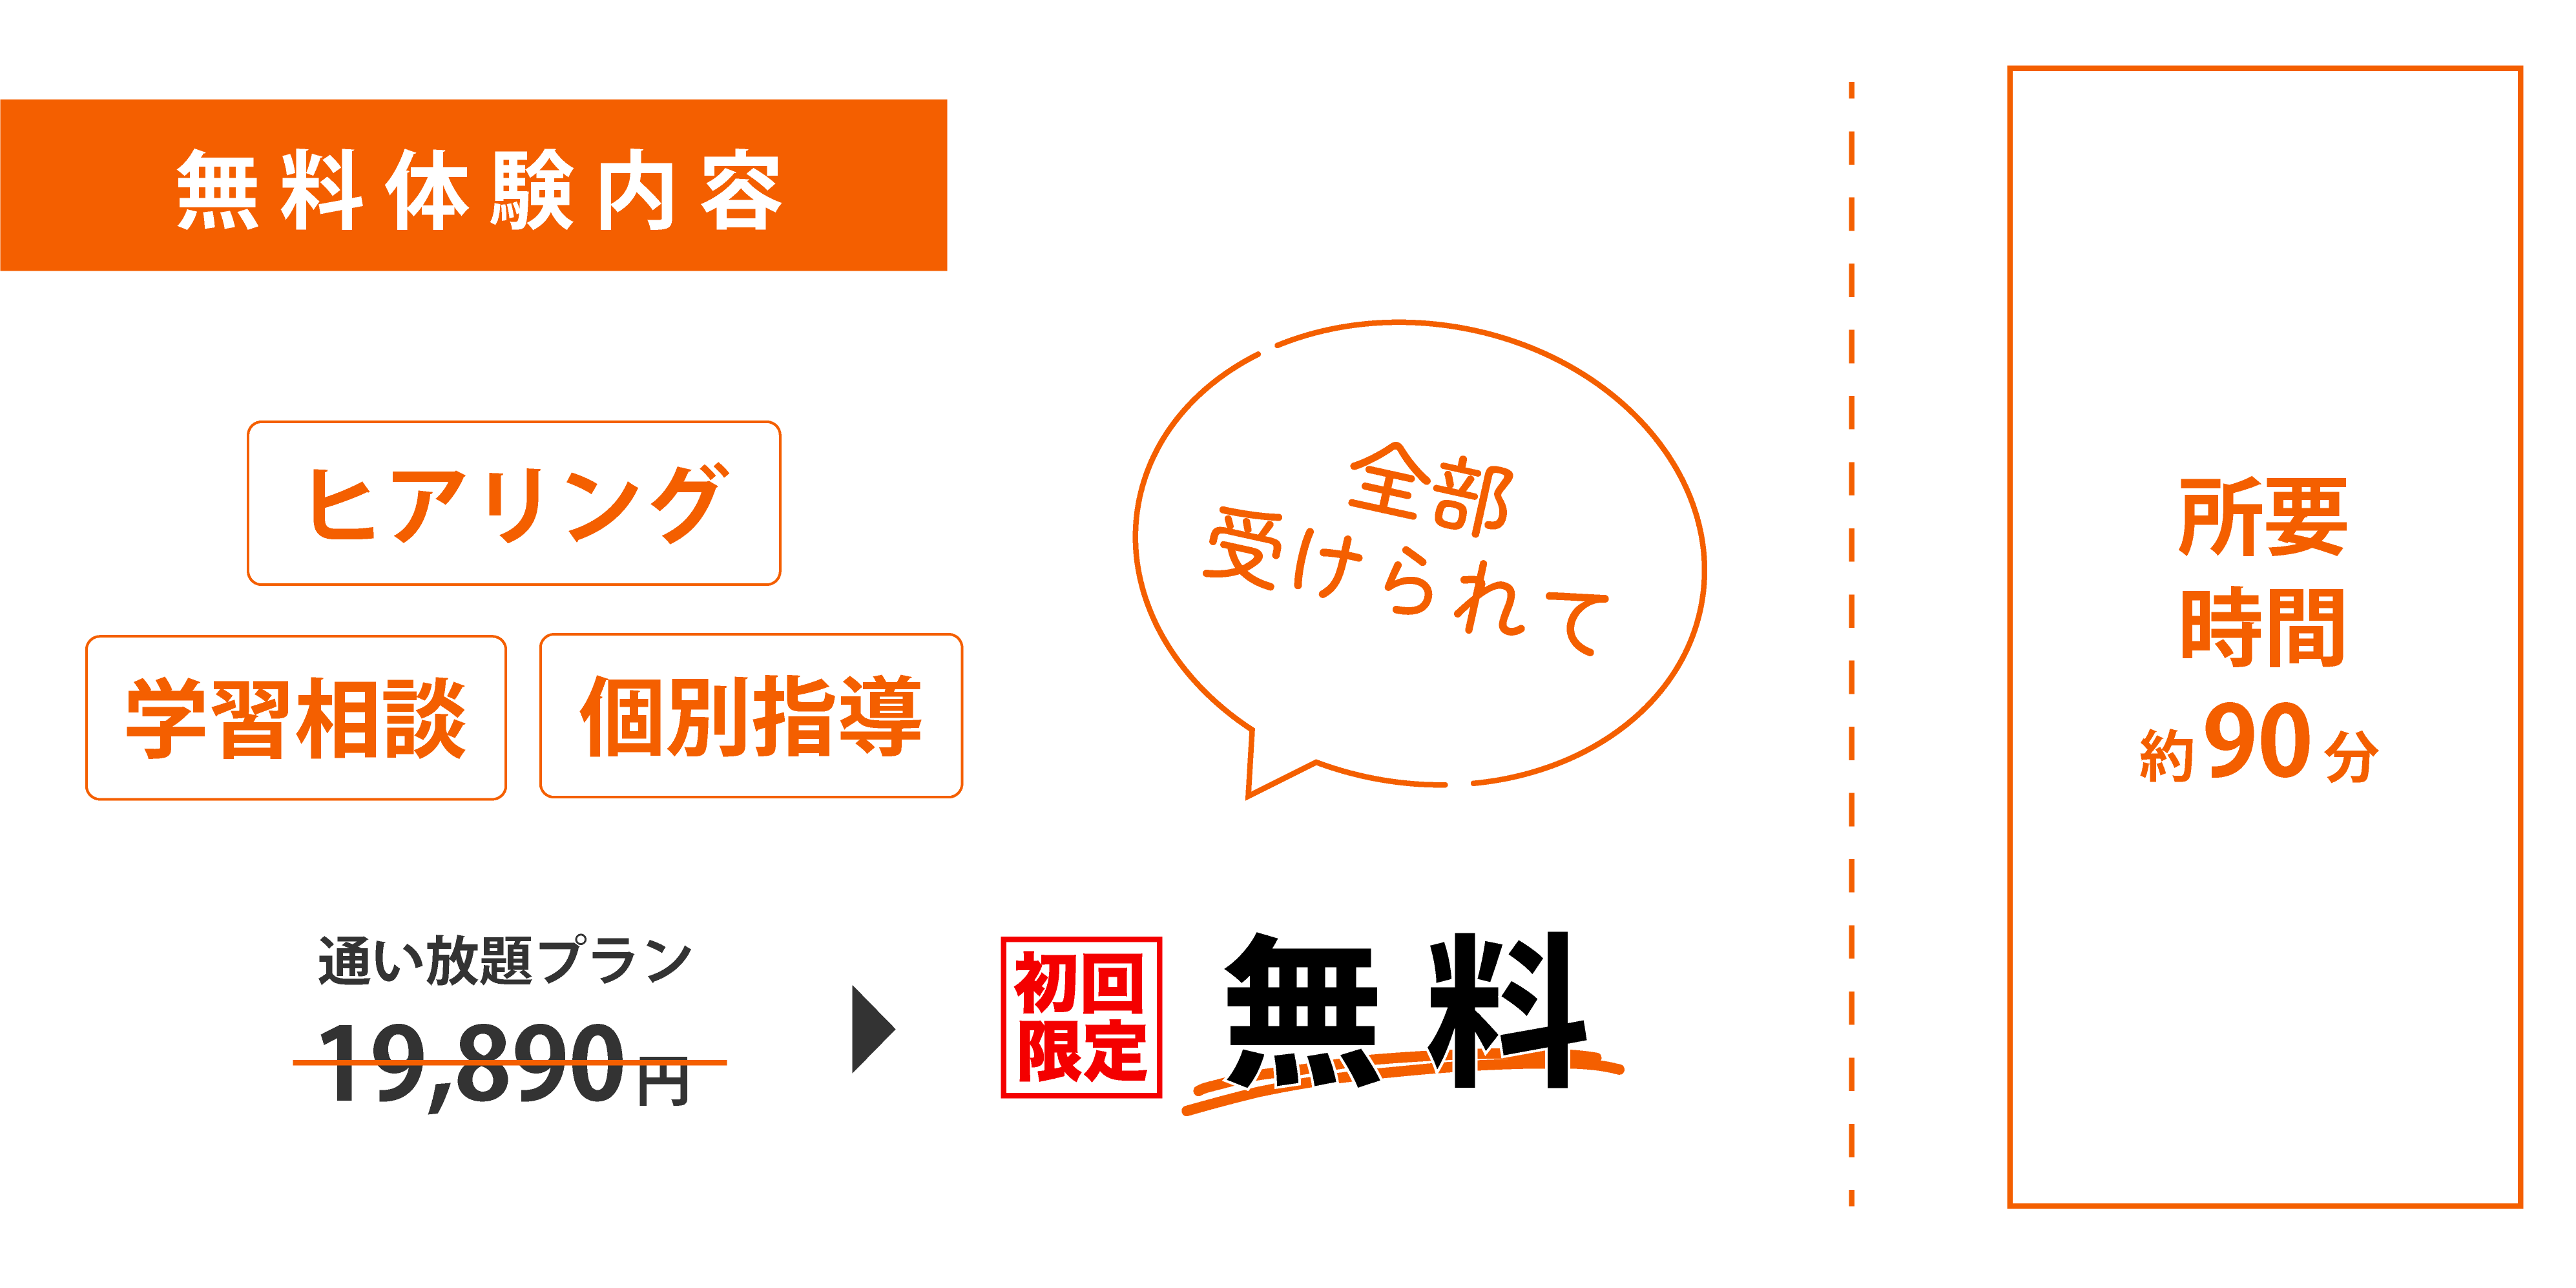 無料体験内容
ヒアリング
学習相談
個別指導
全部
受けられて
通い放題プラン
19,890円
初回
限定
無料
所要
時間
約90分